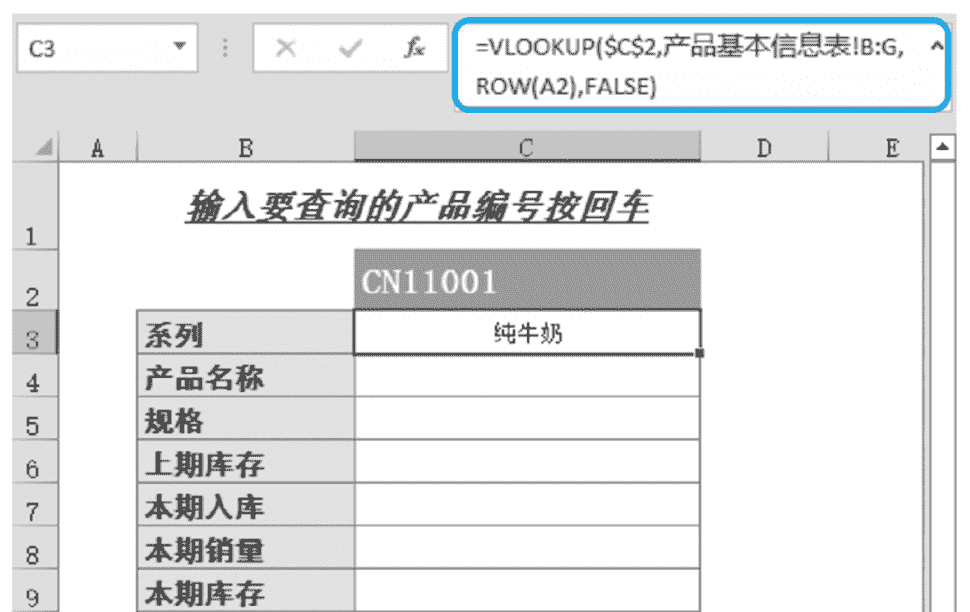 C3
fx
=VLOOKUP($C$2,产品基本信息表!B:G,
ROW(A2),FALSE)
A B C D E
1 输入要查询的产品编号按回车
2 CN11001
3 系列 纯牛奶
4 产品名称
5 规格
6 上期库存
7 本期入库
8 本期销量
9 本期库存